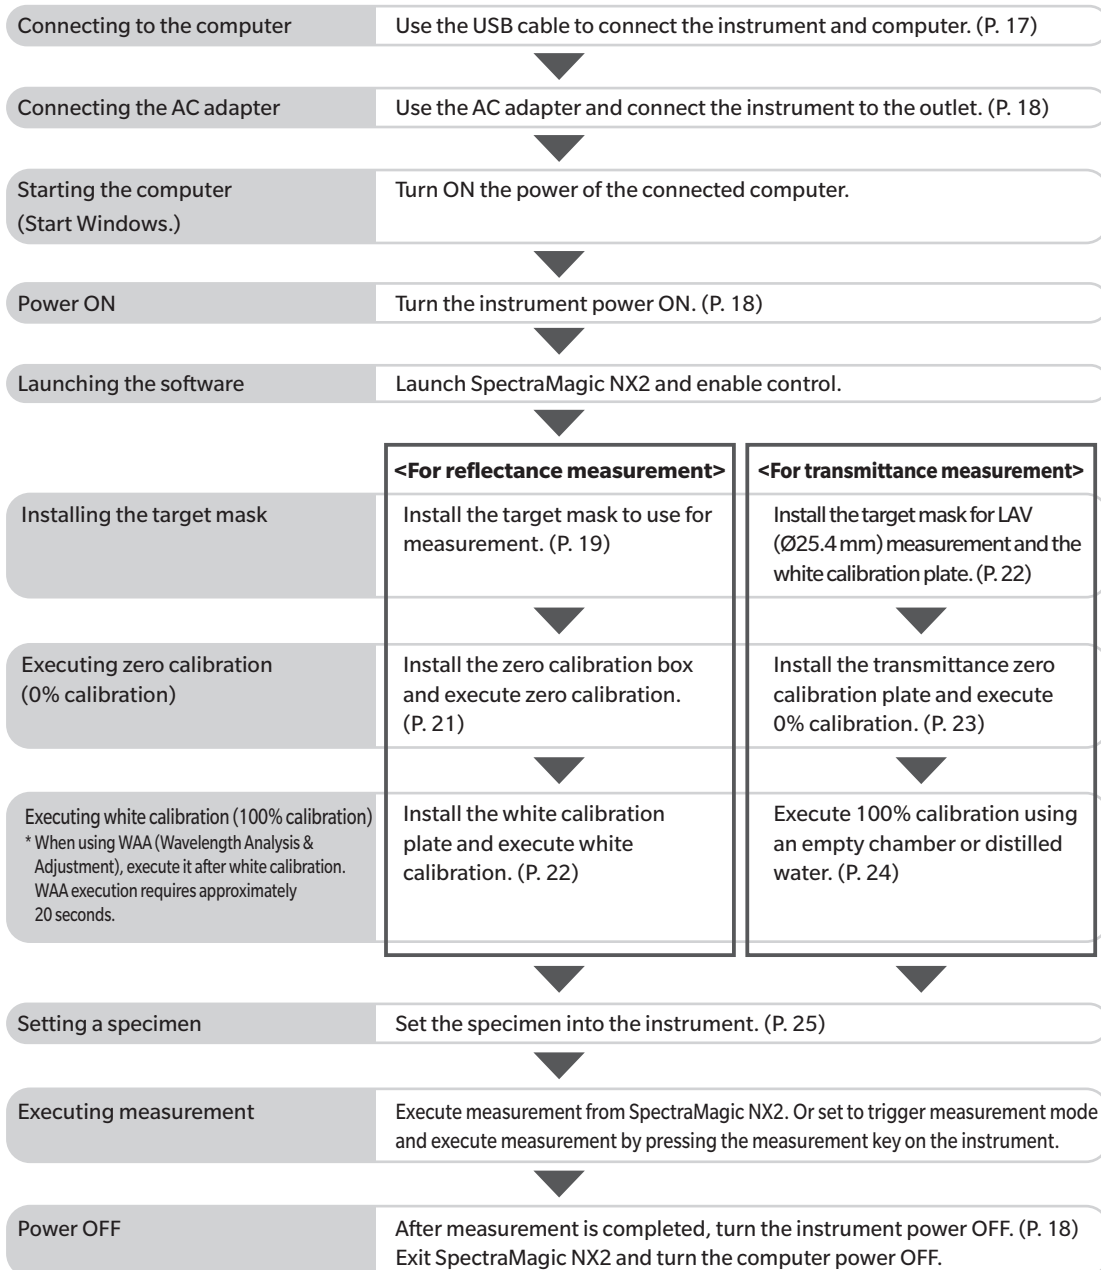 Connecting to the computer
Use the USB cable to connect the instrument and computer. (P. 17)
Connecting the AC adapter
Use the AC adapter and connect the instrument to the outlet. (P. 18)
Starting the computer
(Start Windows.)
Turn ON the power of the connected computer.
Power ON
Turn the instrument power ON. (P. 18)
Launching the software
Launch SpectraMagic NX2 and enable control.
<For reflectance measurement>
<For transmittance measurement>
Installing the target mask
Install the target mask to use for
measurement. (P. 19)
Install the target mask for LAV
(Ø25.4 mm) measurement and the
white calibration plate. (P. 22)
Executing zero calibration
(0% calibration)
Install the zero calibration box
and execute zero calibration.
(P. 21)
Install the transmittance zero
calibration plate and execute
0% calibration. (P. 23)
Executing white calibration (100% calibration)
* When using WAA (Wavelength Analysis &
Adjustment), execute it after white calibration.
WAA execution requires approximately
20 seconds.
Install the white calibration
plate and execute white
calibration. (P. 22)
Execute 100% calibration using
an empty chamber or distilled
water. (P. 24)
Setting a specimen
Set the specimen into the instrument. (P. 25)
Executing measurement
Execute measurement from SpectraMagic NX2. Or set to trigger measurement mode
and execute measurement by pressing the measurement key on the instrument.
Power OFF
After measurement is completed, turn the instrument power OFF. (P. 18)
Exit SpectraMagic NX2 and turn the computer power OFF.